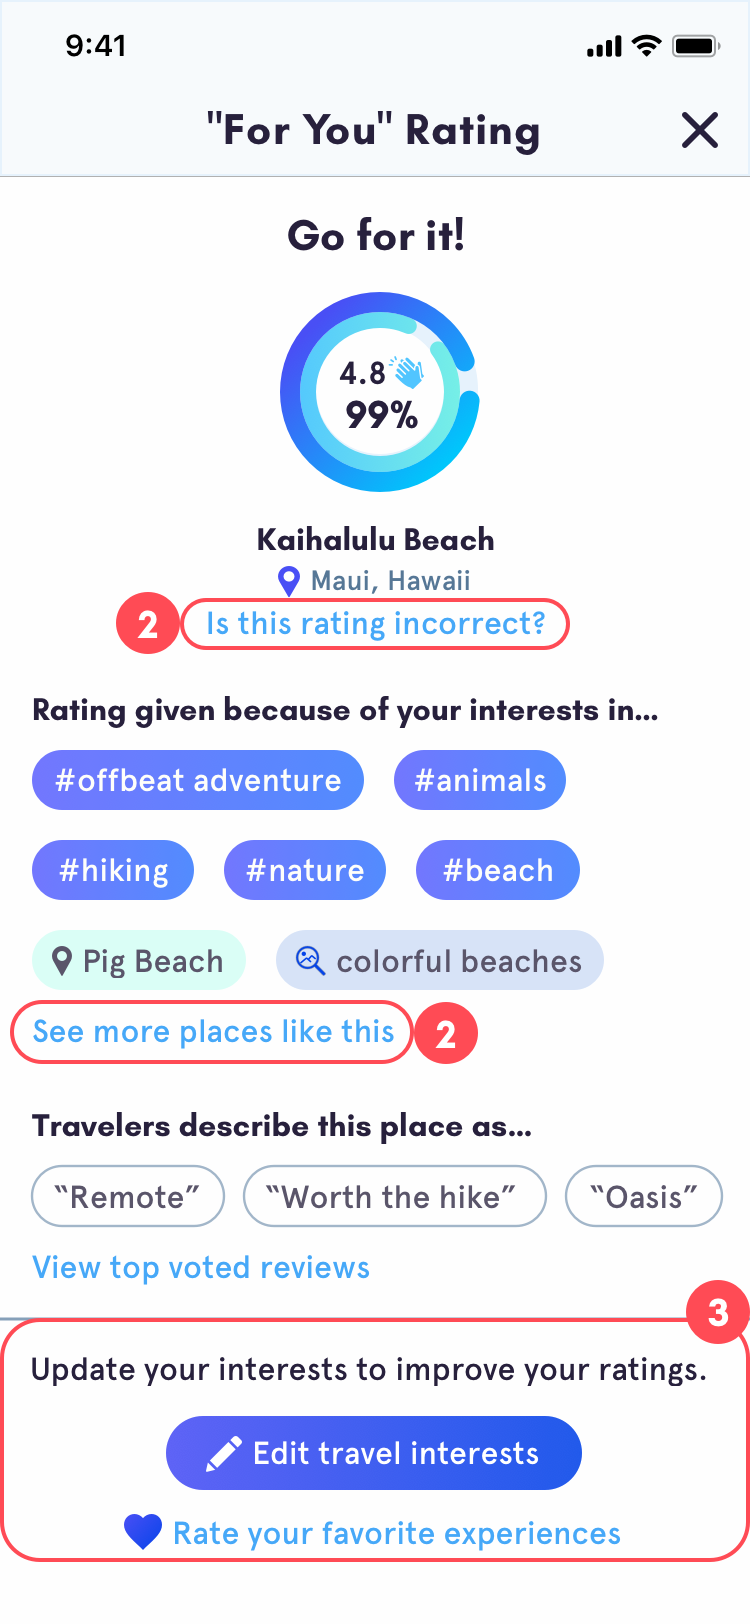 9:41
"For You" Rating
Go for it!
4.8
99%
Kaihalulu Beach
Maui, Hawaii
2 Is this rating incorrect?
Rating given because of your interests in...
#offbeat adventure #animals
#hiking #nature #beach
Pig Beach colorful beaches
See more places like this 2
Travelers describe this place as...
“Remote” “Worth the hike” “Oasis”
View top voted reviews
3
Update your interests to improve your ratings.
Edit travel interests
Rate your favorite experiences